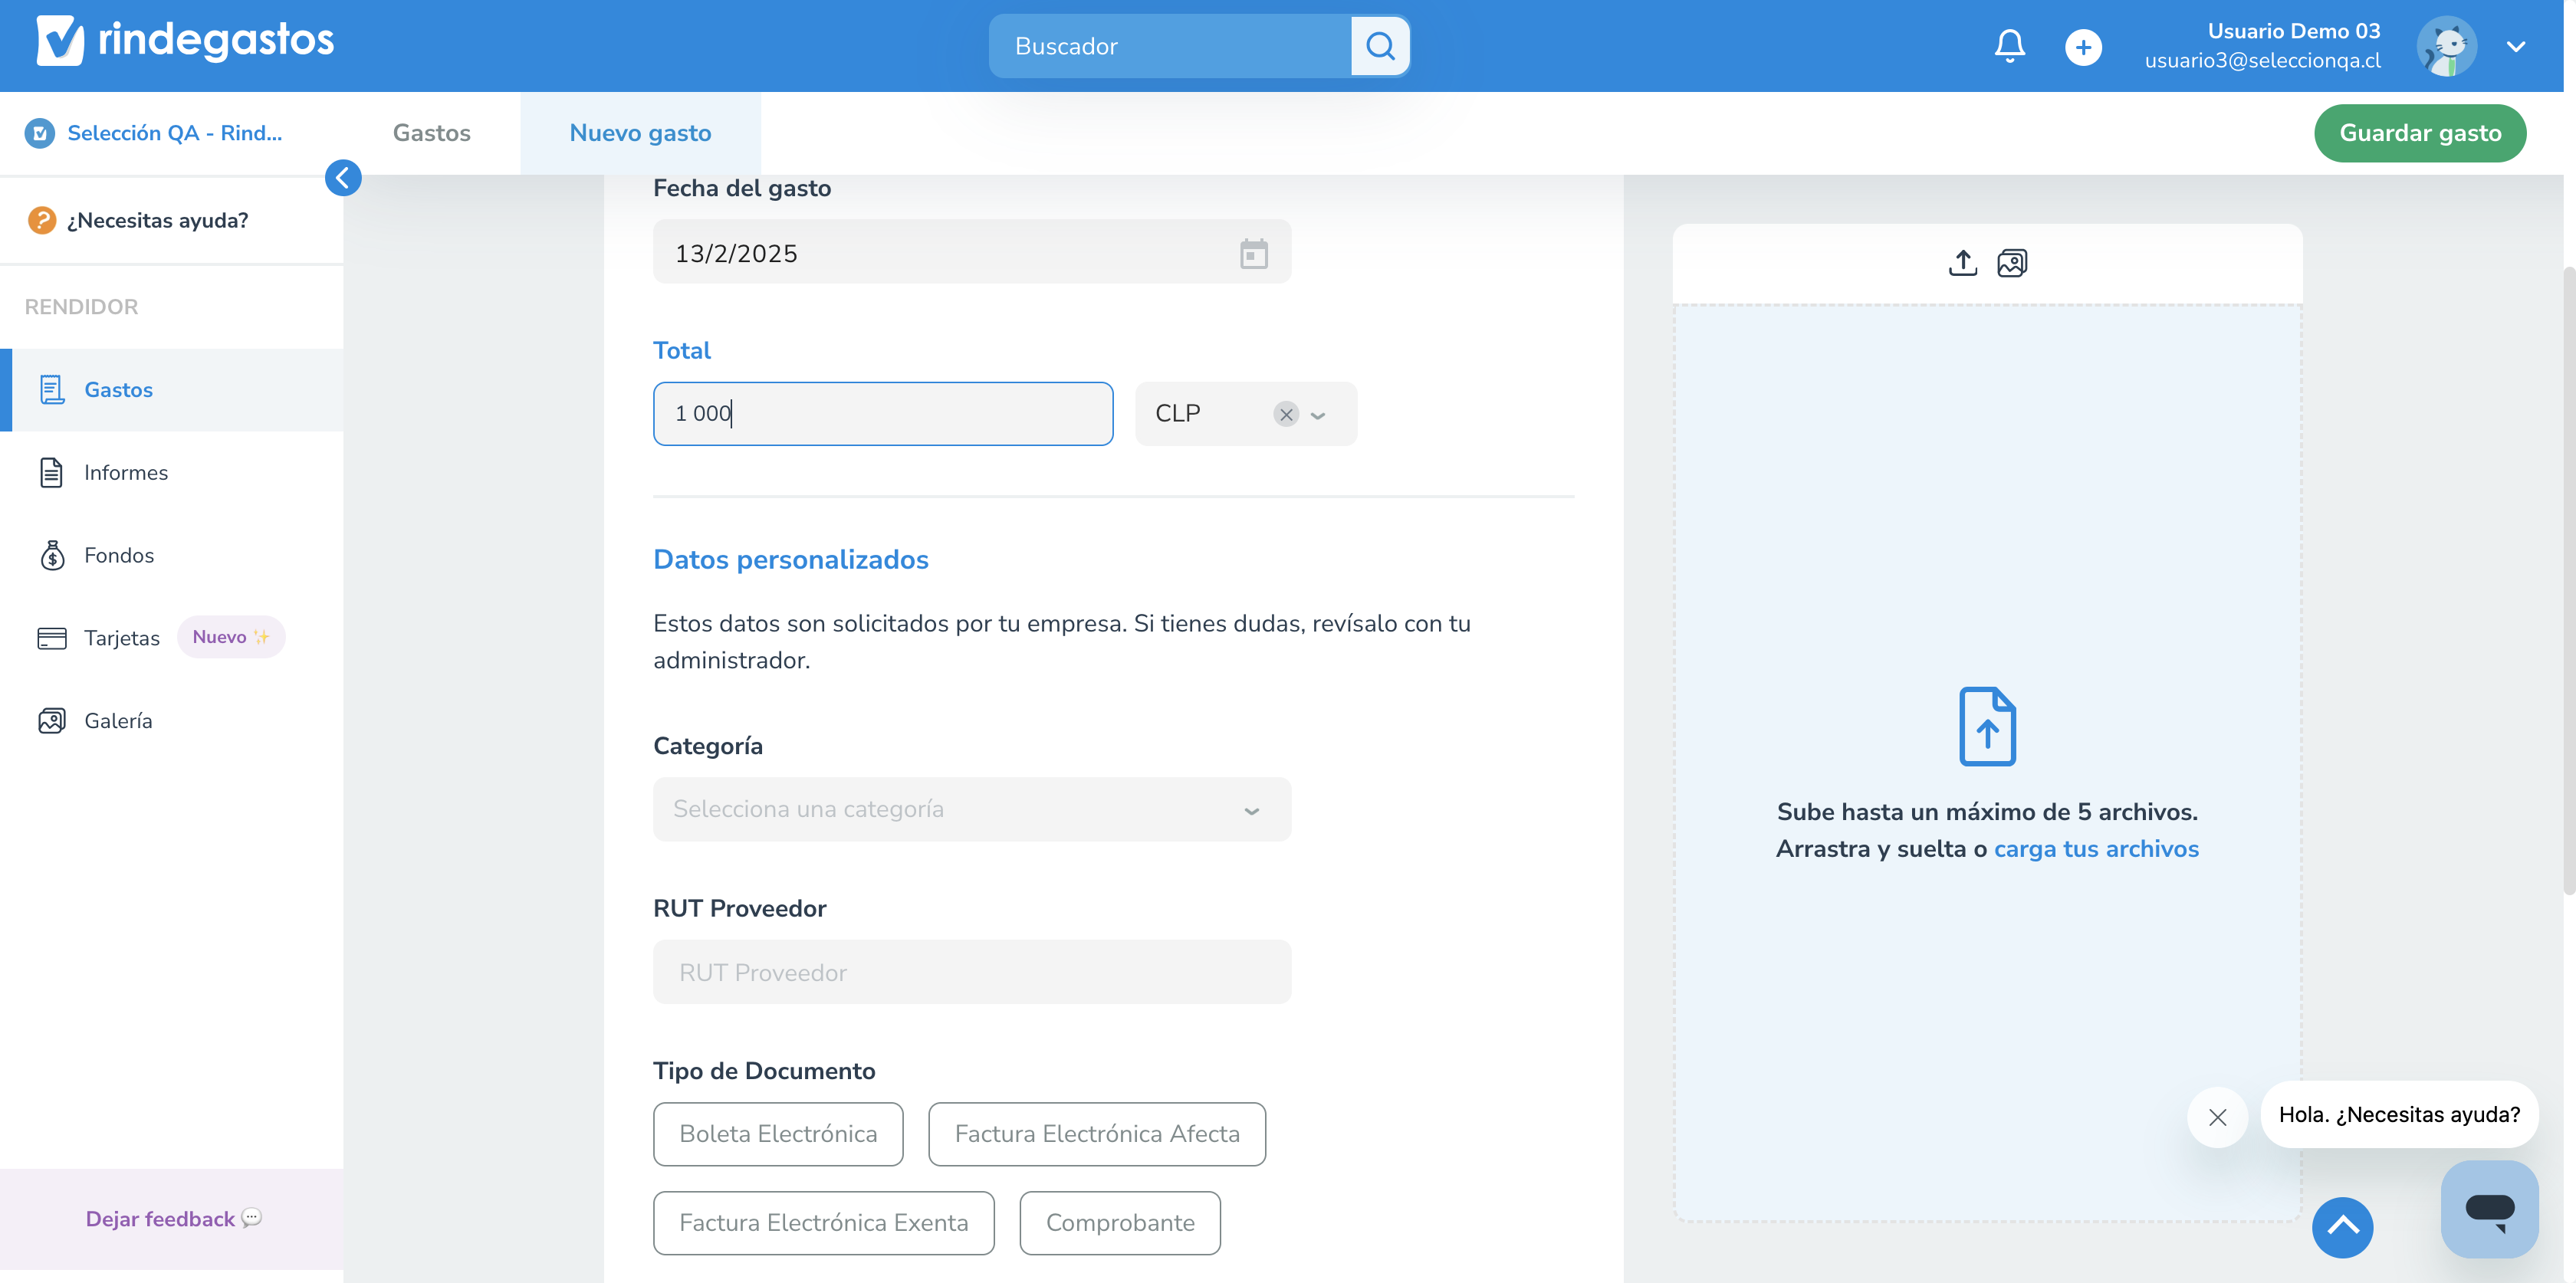 rindegastos
Buscador
Usuario Demo 03
usuario3@seleccionqa.cl
Selección QA - Rind...
Gastos
Nuevo gasto
Guardar gasto
¿Necesitas ayuda?
RENDIDOR
Gastos
Informes
Fondos
Tarjetas
Nuevo ✨
Galería
Dejar feedback 💬
Fecha del gasto
13/2/2025
Total
1 000
CLP
Datos personalizados
Estos datos son solicitados por tu empresa. Si tienes dudas, revísalo con tu
administrador.
Categoría
Selecciona una categoría
RUT Proveedor
RUT Proveedor
Tipo de Documento
Boleta Electrónica
Factura Electrónica Afecta
Factura Electrónica Exenta
Comprobante
Sube hasta un máximo de 5 archivos.
Arrastra y suelta o carga tus archivos
Hola. ¿Necesitas ayuda?